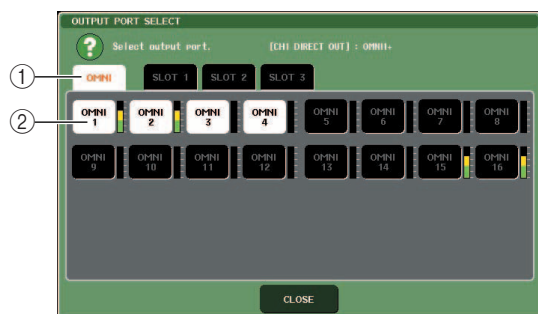 OUTPUT PORT SELECT
? Select output port. [CH1 DIRECT OUT] : OMNI1+
1 OMNI SLOT 1 SLOT 2 SLOT 3
2 OMNI 1 OMNI 2 OMNI 3 OMNI 4 OMNI 5 OMNI 6 OMNI 7 OMNI 8
OMNI 9 OMNI 10 OMNI 11 OMNI 12 OMNI 13 OMNI 14 OMNI 15 OMNI 16
CLOSE